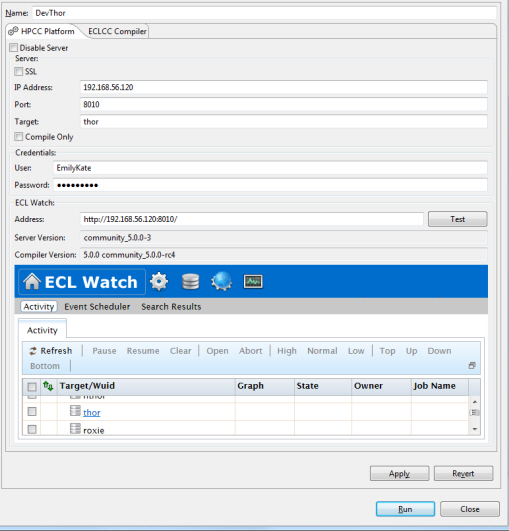 Name: DevThor
HPCC Platform ECLCC Compiler
Disable Server
Server:
SSL
IP Address: 192.168.56.120
Port: 8010
Target: thor
Compile Only
Credentials:
User: EmilyKate
Password: •••••••••
ECL Watch:
Address: http://192.168.56.120:8010/ Test
Server Version: community_5.0.0-3
Compiler Version: 5.0.0 community_5.0.0-rc4
ECL Watch
Activity Event Scheduler Search Results
Activity
Refresh Pause Resume Clear Open Abort High Normal Low Top Up Down
Bottom
Target/Wuid Graph State Owner Job Name
hthor
thor
roxie
Apply Revert
Run Close